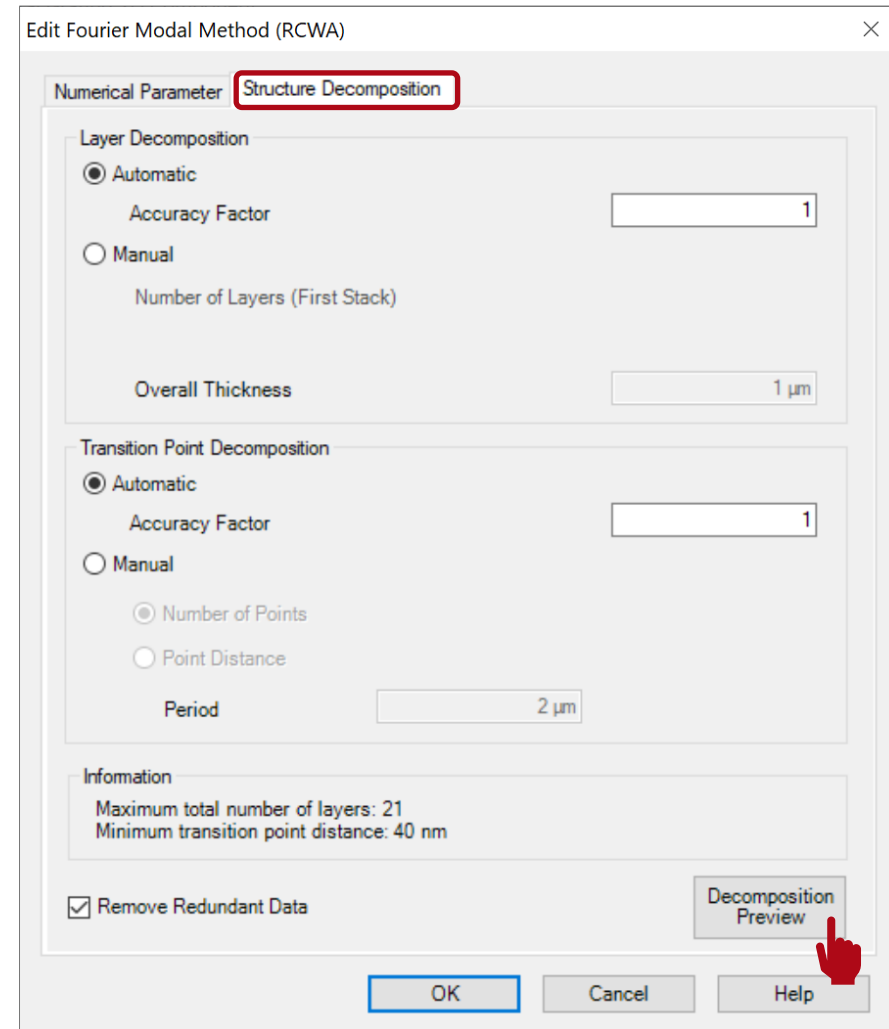 Edit Fourier Modal Method (RCWA)
Numerical Parameter Structure Decomposition
Layer Decomposition
Automatic
Accuracy Factor 1
Manual
Number of Layers (First Stack)
Overall Thickness 1 µm
Transition Point Decomposition
Automatic
Accuracy Factor 1
Manual
Number of Points
Point Distance
Period 2 µm
Information
Maximum total number of layers: 21
Minimum transition point distance: 40 nm
Remove Redundant Data
Decomposition
Preview
OK Cancel Help